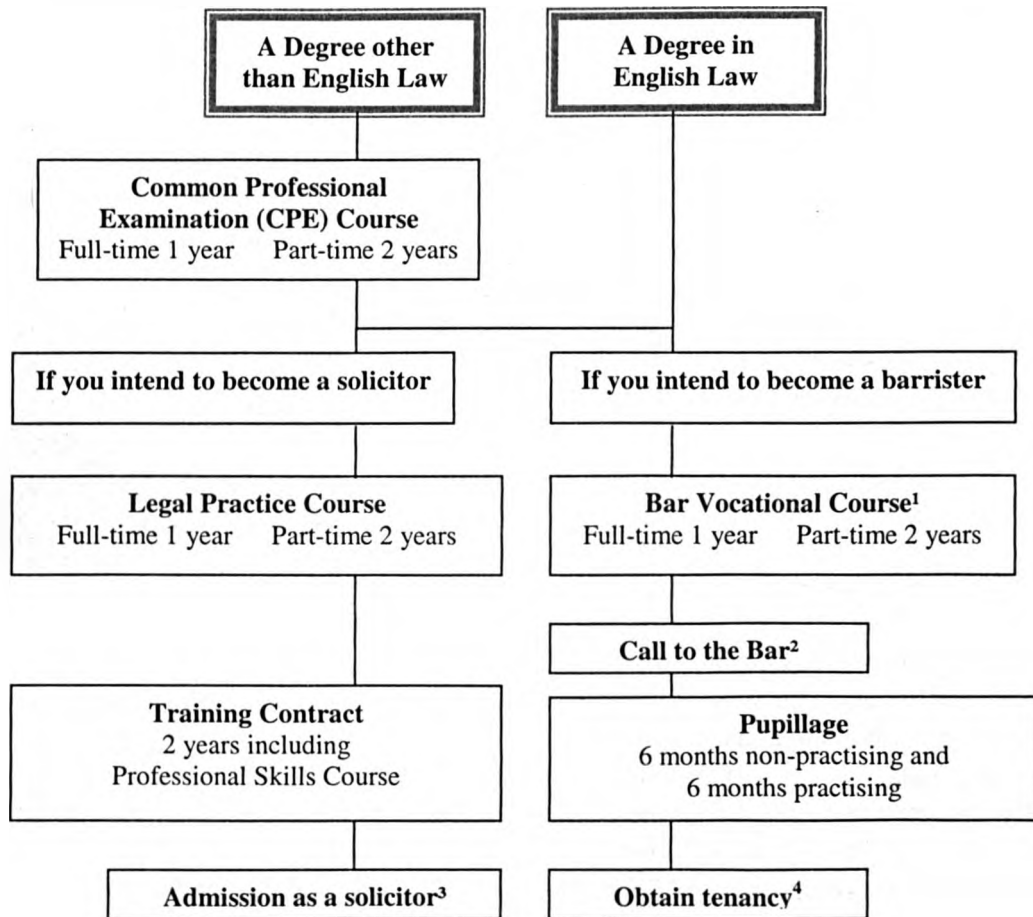 A Degree other
than English Law
A Degree in
English Law
Common Professional
Examination (CPE) Course
Full-time 1 year Part-time 2 years
If you intend to become a solicitor
If you intend to become a barrister
Legal Practice Course
Full-time 1 year Part-time 2 years
Bar Vocational Course¹
Full-time 1 year Part-time 2 years
Call to the Bar²
Training Contract
2 years including
Professional Skills Course
Pupillage
6 months non-practising and
6 months practising
Admission as a solicitor³
Obtain tenancy⁴